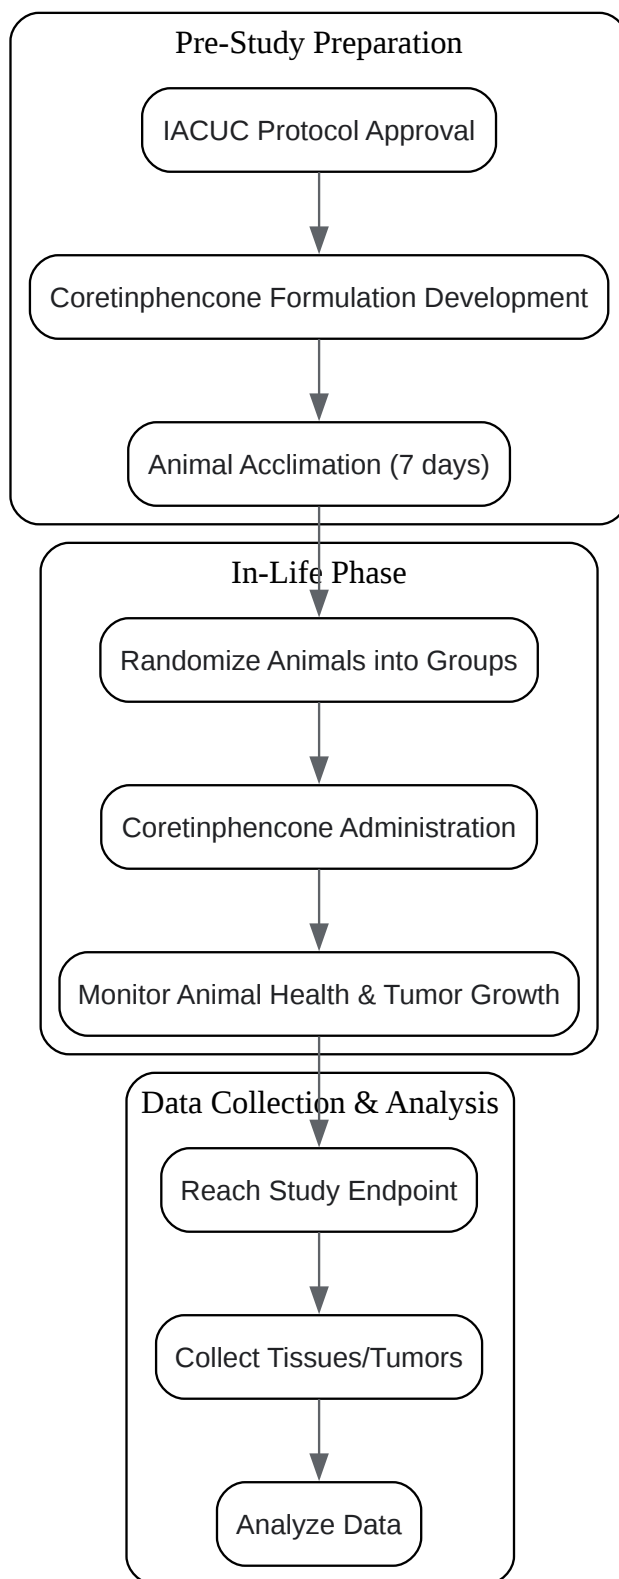 Pre-Study Preparation
IACUC Protocol Approval
Coretinphencone Formulation Development
Animal Acclimation (7 days)
In-Life Phase
Randomize Animals into Groups
Coretinphencone Administration
Monitor Animal Health & Tumor Growth
Data Collection & Analysis
Reach Study Endpoint
Collect Tissues/Tumors
Analyze Data